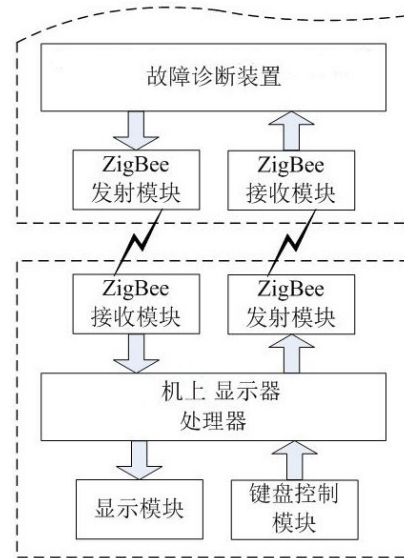 故障诊断装置
ZigBee
发射模块
ZigBee
接收模块
ZigBee
接收模块
ZigBee
发射模块
机上 显示器
处理器
显示模块
键盘控制
模块